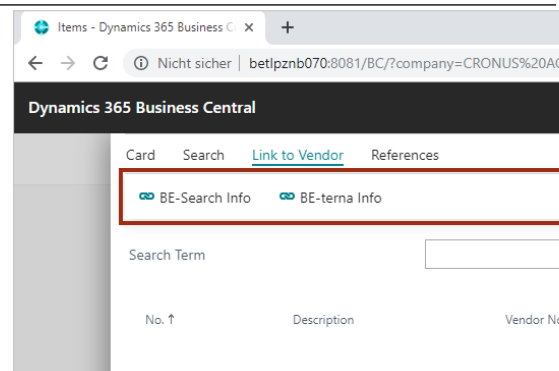 Items - Dynamics 365 Business C
Nicht sicher | betlpznb070:8081/BC/?company=CRONUS%20A
Dynamics 365 Business Central
Card Search Link to Vendor References
BE-Search Info BE-terna Info
Search Term
No. ↑ Description Vendor No